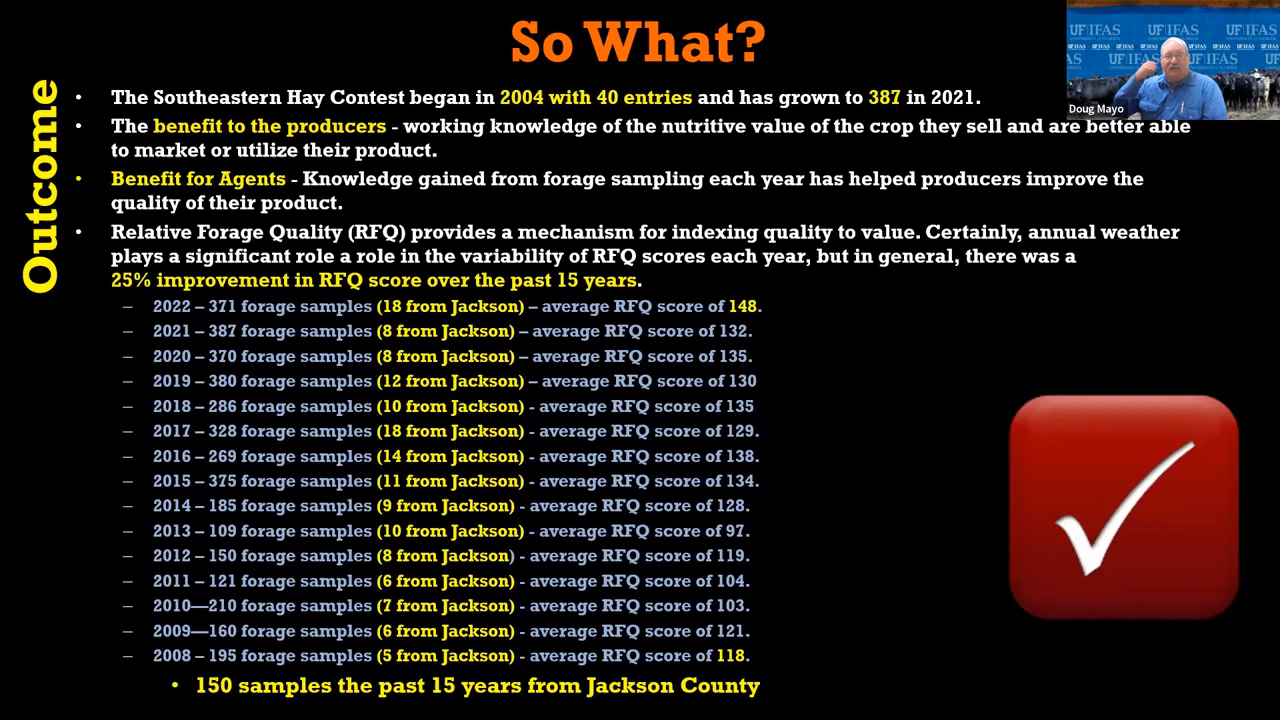 So What?
Outcome
• The Southeastern Hay Contest began in 2004 with 40 entries and has grown to 387 in 2021.
• The benefit to the producers - working knowledge of the nutritive value of the crop they sell and are better able
to market or utilize their product.
• Benefit for Agents - Knowledge gained from forage sampling each year has helped producers improve the
quality of their product.
• Relative Forage Quality (RFQ) provides a mechanism for indexing quality to value. Certainly, annual weather
plays a significant role a role in the variability of RFQ scores each year, but in general, there was a
25% improvement in RFQ score over the past 15 years.
– 2022 – 371 forage samples (18 from Jackson) – average RFQ score of 148.
– 2021 – 387 forage samples (8 from Jackson) – average RFQ score of 132.
– 2020 – 370 forage samples (8 from Jackson) – average RFQ score of 135.
– 2019 – 380 forage samples (12 from Jackson) – average RFQ score of 130
– 2018 – 286 forage samples (10 from Jackson) - average RFQ score of 135
– 2017 – 328 forage samples (18 from Jackson) - average RFQ score of 129.
– 2016 – 269 forage samples (14 from Jackson) - average RFQ score of 138.
– 2015 – 375 forage samples (11 from Jackson) - average RFQ score of 134.
– 2014 – 185 forage samples (9 from Jackson) - average RFQ score of 128.
– 2013 – 109 forage samples (10 from Jackson) - average RFQ score of 97.
– 2012 – 150 forage samples (8 from Jackson) - average RFQ score of 119.
– 2011 – 121 forage samples (6 from Jackson) - average RFQ score of 104.
– 2010—210 forage samples (7 from Jackson) - average RFQ score of 103.
– 2009—160 forage samples (6 from Jackson) - average RFQ score of 121.
– 2008 – 195 forage samples (5 from Jackson) - average RFQ score of 118.
• 150 samples the past 15 years from Jackson County
UF|IFAS UF|IFAS UF|IFAS
UNIVERSITY of FLORIDA
Doug Mayo